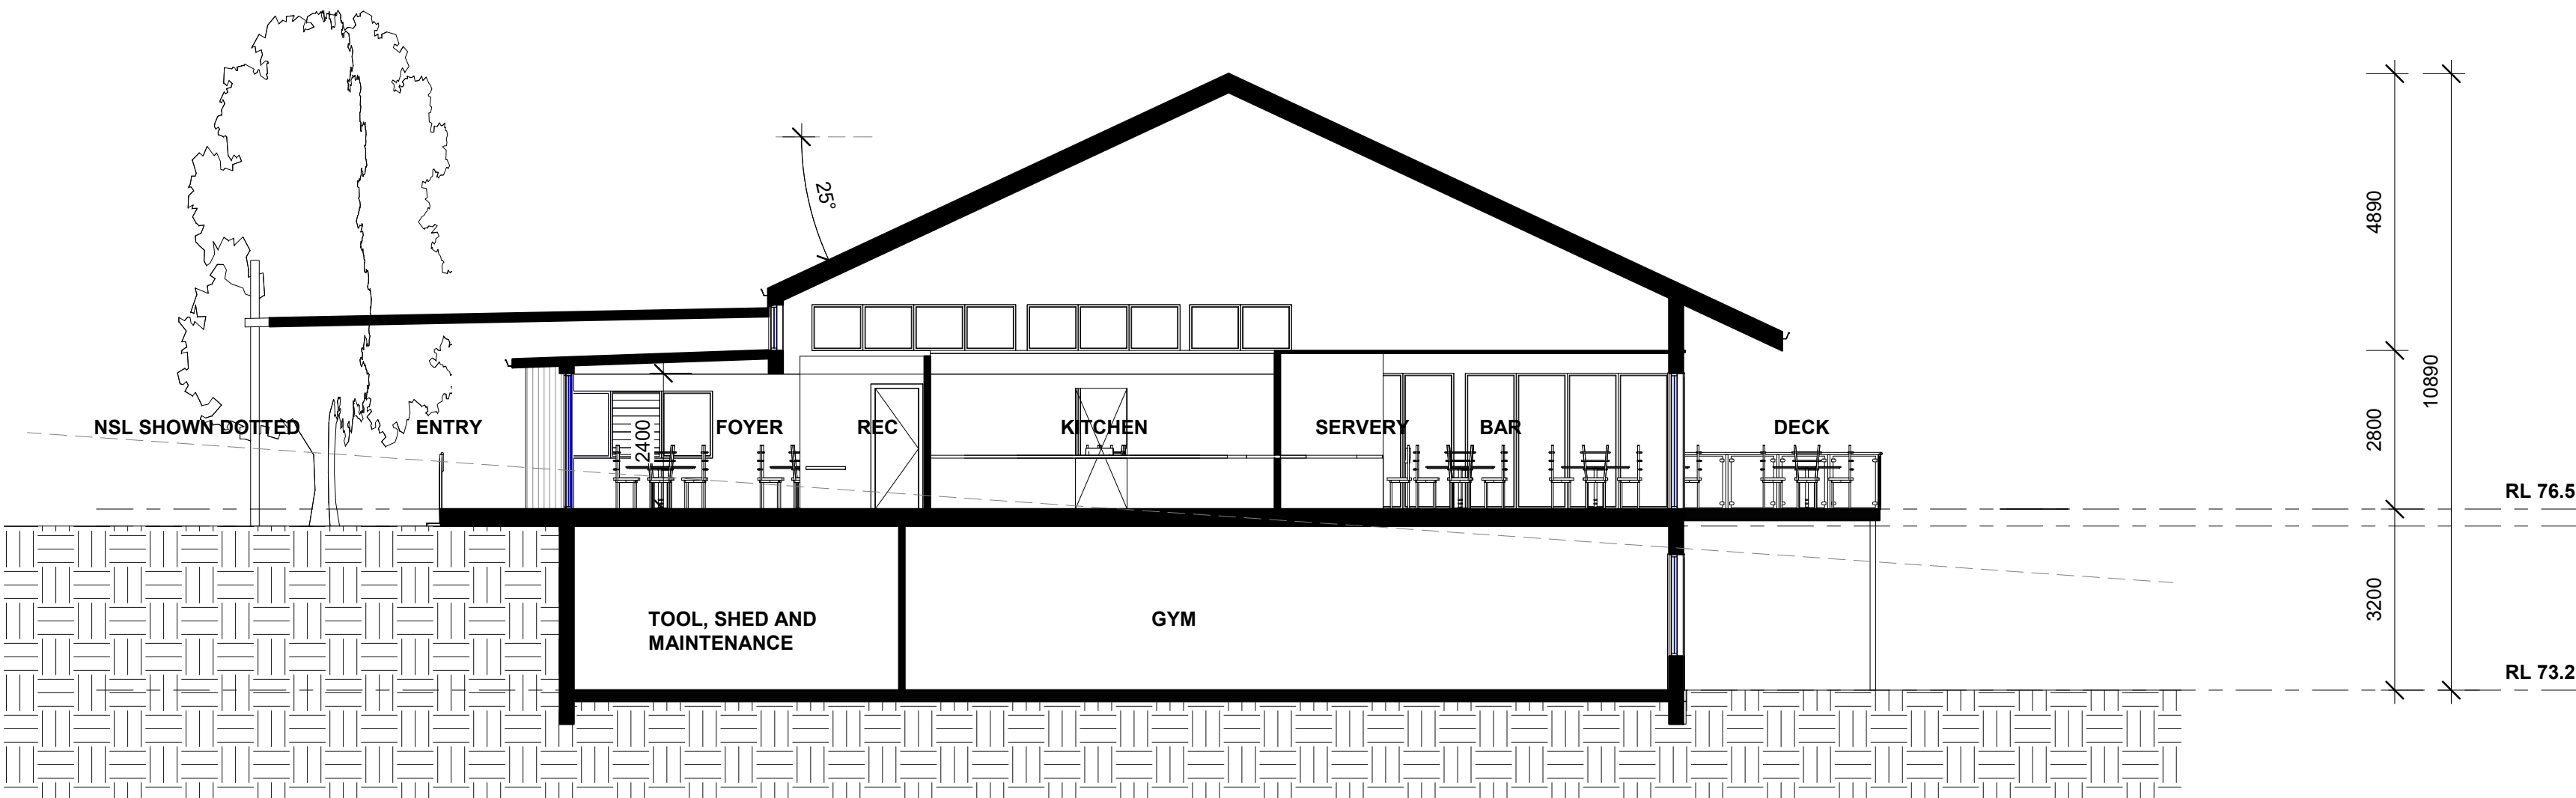 25°
4890
10890
2800
2400
NSL SHOWN DOTTED
ENTRY
FOYER
REC
KITCHEN
SERVERY
BAR
DECK
RL 76.5
3200
TOOL, SHED AND
MAINTENANCE
GYM
RL 73.2